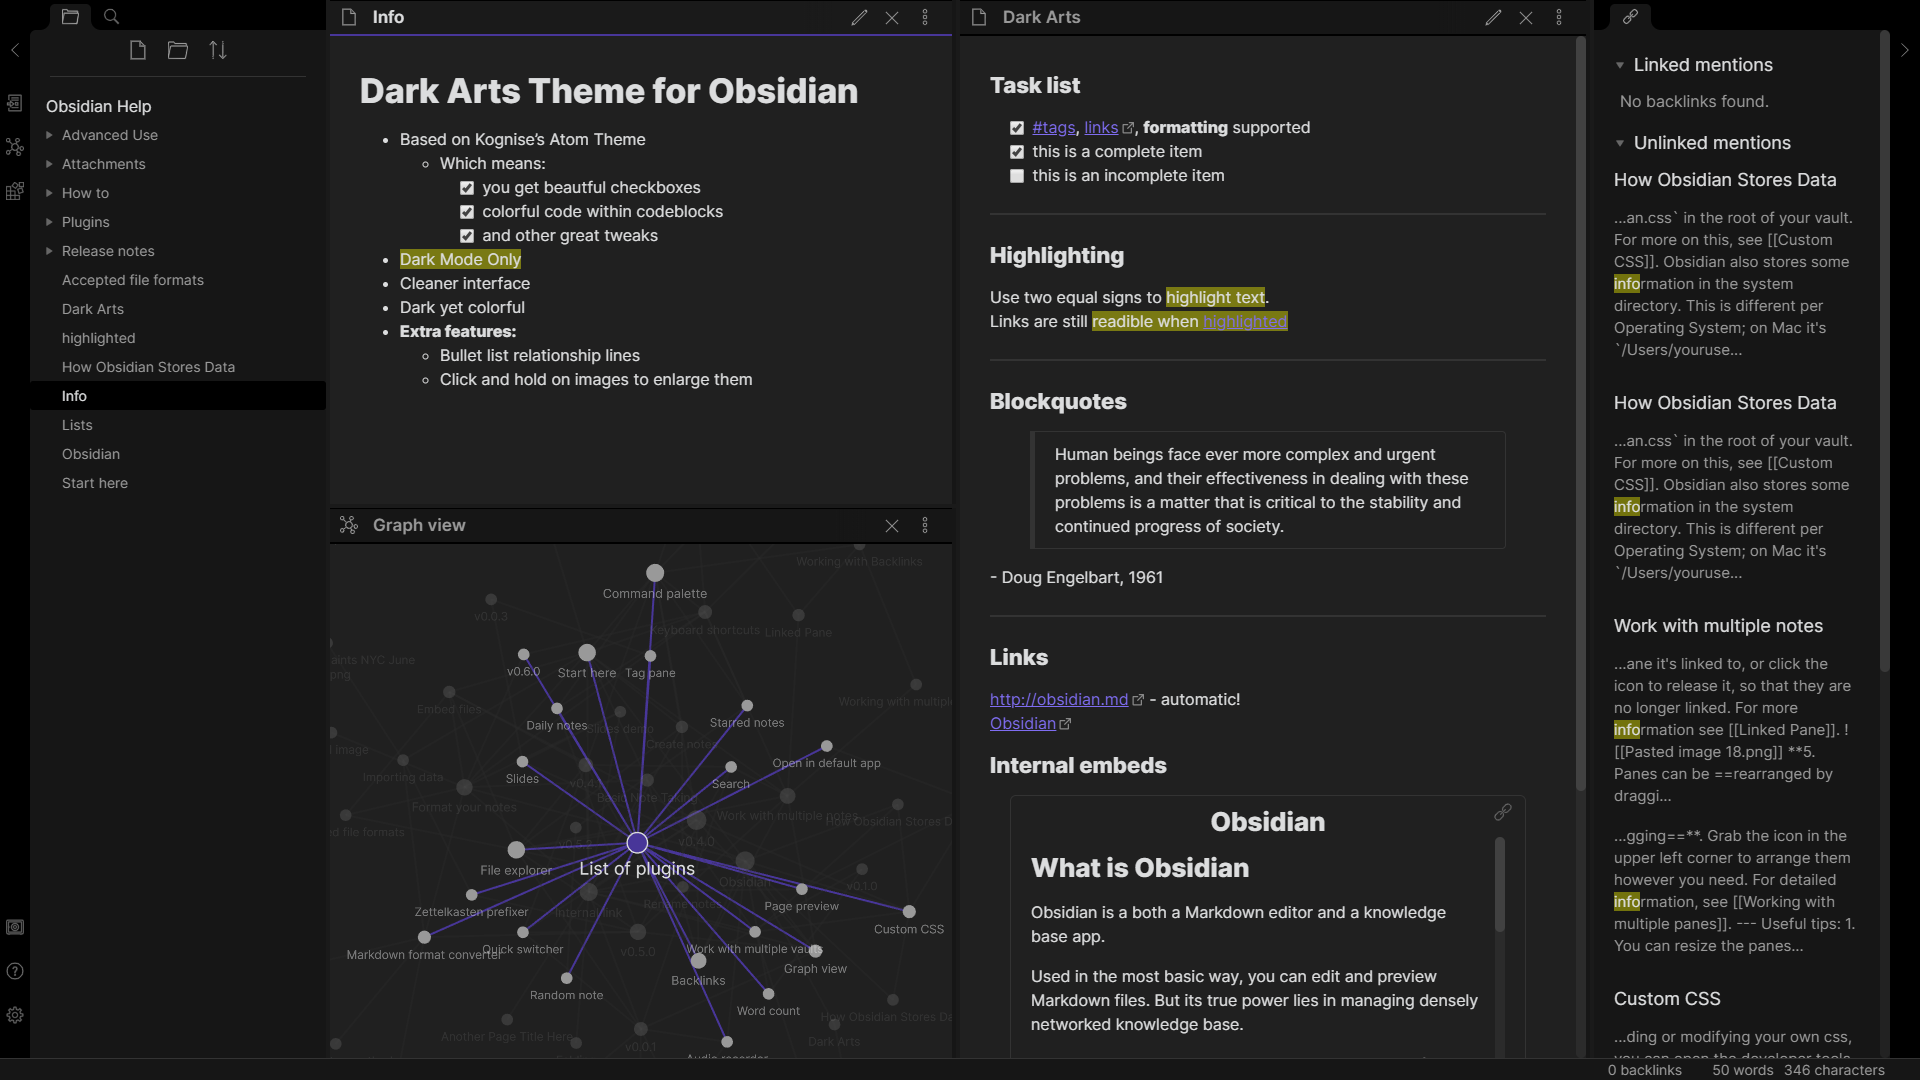 Obsidian Help
Advanced Use
Attachments
How to
Plugins
Release notes
Accepted file formats
Dark Arts
highlighted
How Obsidian Stores Data
Info
Lists
Obsidian
Start here
Info
Dark Arts Theme for Obsidian
Based on Kognise's Atom Theme
Which means:
you get beautful checkboxes
colorful code within codeblocks
and other great tweaks
Dark Mode Only
Cleaner interface
Dark yet colorful
Extra features:
Bullet list relationship lines
Click and hold on images to enlarge them
Graph view
Working with Backlinks
Command palette
v0.0.3
Keyboard shortcuts
Linked Pane
aints NYC June
png
v0.6.0
Start here
Tag pane
Embed files
Working with multipl
Daily notes
Slides demo
Starred notes
Create notes
image
Open in default app
Importing data
Slides
Search
Basic Note Taking
Format your notes
Work with multiple notes
How Obsidian Stores D
d file formats
v0.4.0
File explorer
List of plugins
Obsidian
v0.1.0
Page preview
Zettelkasten prefixer
Internal link
Custom CSS
Markdown format converter
Quick switcher
v0.5.0
Work with multiple vaults
Graph view
Backlinks
Random note
Word count
How Obsidian Stores Da
Another Page Title Here
v0.0.1
Dark Arts
Audio recorder
Dark Arts
Task list
#tags, links, formatting supported
this is a complete item
this is an incomplete item
Highlighting
Use two equal signs to highlight text.
Links are still readible when highlighted
Blockquotes
Human beings face ever more complex and urgent
problems, and their effectiveness in dealing with these
problems is a matter that is critical to the stability and
continued progress of society.
- Doug Engelbart, 1961
Links
http://obsidian.md - automatic!
Obsidian
Internal embeds
Obsidian
What is Obsidian
Obsidian is a both a Markdown editor and a knowledge
base app.
Used in the most basic way, you can edit and preview
Markdown files. But its true power lies in managing densely
networked knowledge base.
Linked mentions
No backlinks found.
Unlinked mentions
How Obsidian Stores Data
...an.css` in the root of your vault.
For more on this, see [[Custom
CSS]]. Obsidian also stores some
information in the system
directory. This is different per
Operating System; on Mac it's
`/Users/youruse...
How Obsidian Stores Data
...an.css` in the root of your vault.
For more on this, see [[Custom
CSS]]. Obsidian also stores some
information in the system
directory. This is different per
Operating System; on Mac it's
`/Users/youruse...
Work with multiple notes
...ane it's linked to, or click the
icon to release it, so that they are
no longer linked. For more
information see [[Linked Pane]]. !
[[Pasted image 18.png]] **5.
Panes can be ==rearranged by
draggi...
...gging==**. Grab the icon in the
upper left corner to arrange them
however you need. For detailed
information, see [[Working with
multiple panes]]. --- Useful tips: 1.
You can resize the panes...
Custom CSS
...ding or modifying your own css,
you can open the developer tools
0 backlinks
50 words
346 characters